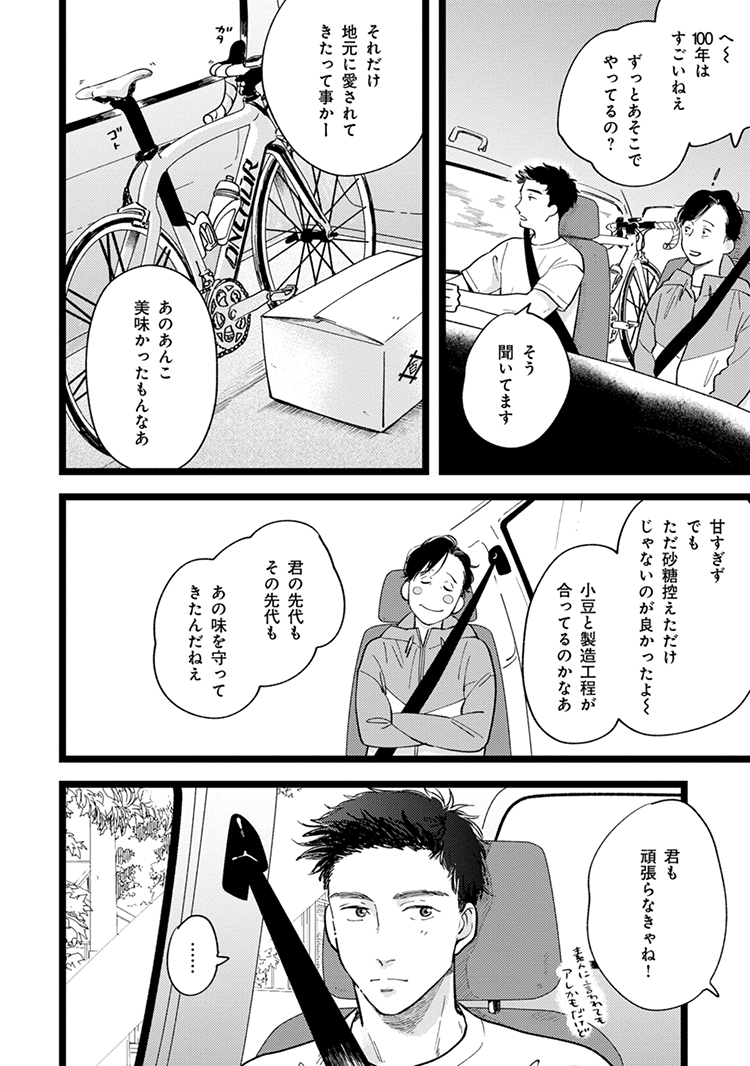 へ〜
100年は
すごいねえ
ずっとあそこで
やってるの？
！
そう
聞いてます
それだけ
地元に愛されて
きたって事かー
ガタ
ゴト
ANCHOR
あのあんこ
美味かったもんなあ
甘すぎず
でも
ただ砂糖控えただけ
じゃないのが良かったよ〜
小豆と製造工程が
合ってるのかなあ
君の先代も
その先代も
あの味を守って
きたんだねえ
君も
頑張らなきゃね！
素人に言われても
アレかもだけど
……